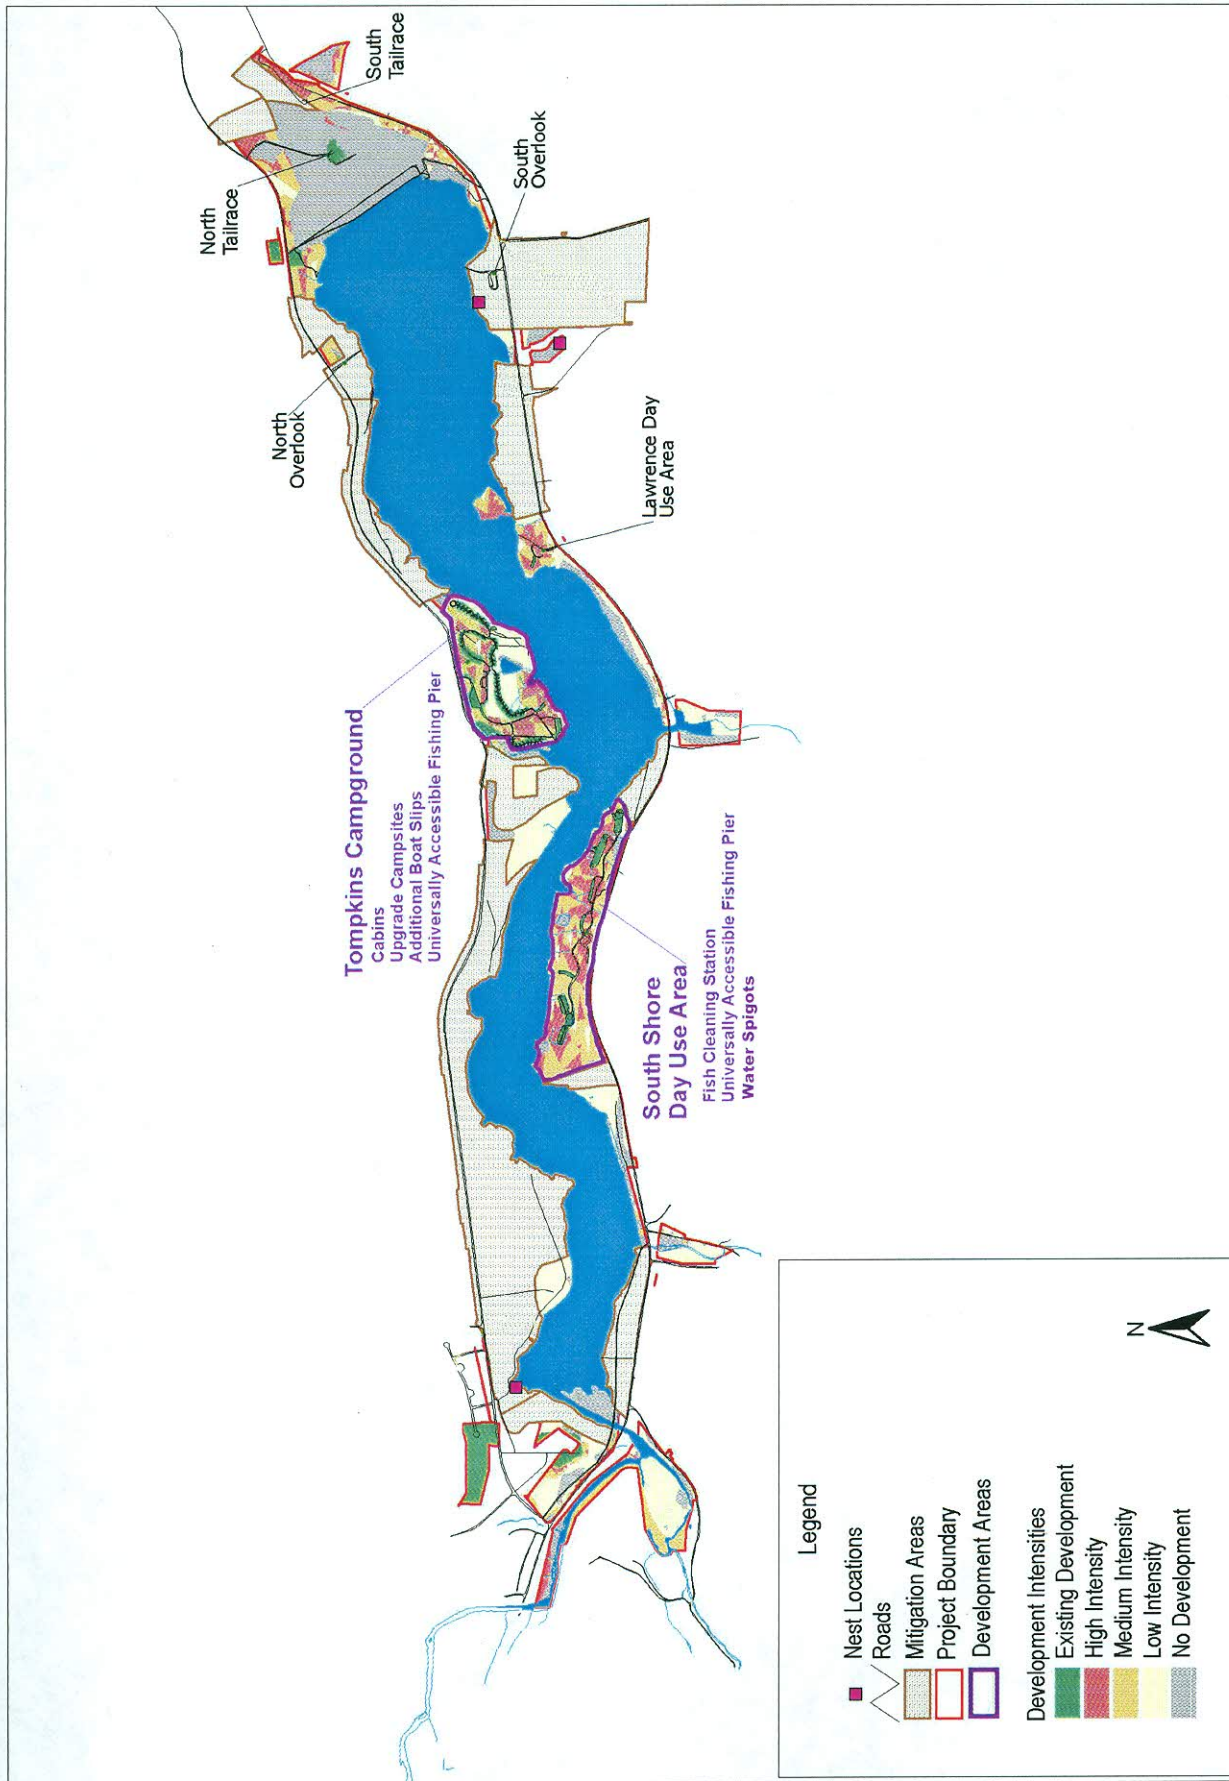 South
Tailrace
North
Tailrace
South
Overlook
North
Overlook
Lawrence Day
Use Area
Tompkins Campground
Cabins
Upgrade Campsites
Additional Boat Slips
Universally Accessible Fishing Pier
South Shore
Day Use Area
Fish Cleaning Station
Universally Accessible Fishing Pier
Water Spigots
Legend
Nest Locations
Roads
Mitigation Areas
Project Boundary
Development Areas
Development Intensities
Existing Development
High Intensity
Medium Intensity
Low Intensity
No Development
N